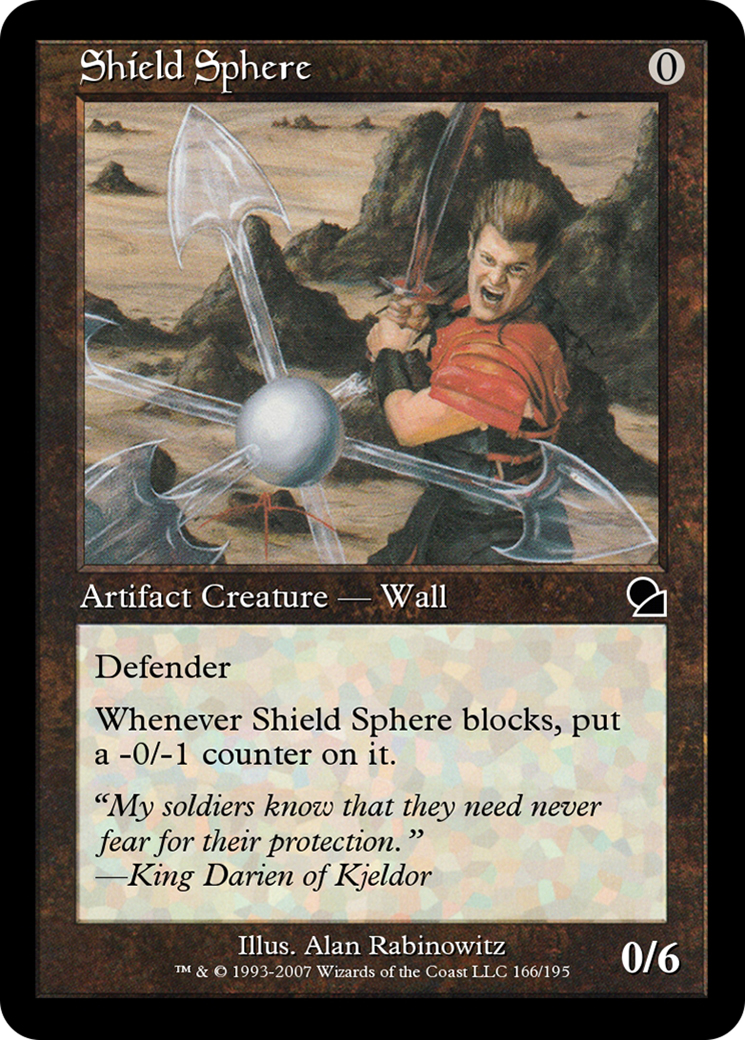 Shield Sphere
0
Artifact Creature — Wall
Defender
Whenever Shield Sphere blocks, put
a -0/-1 counter on it.
“My soldiers know that they need never
fear for their protection.”
—King Darien of Kjeldor
Illus. Alan Rabinowitz
™ & © 1993-2007 Wizards of the Coast LLC 166/195
0/6